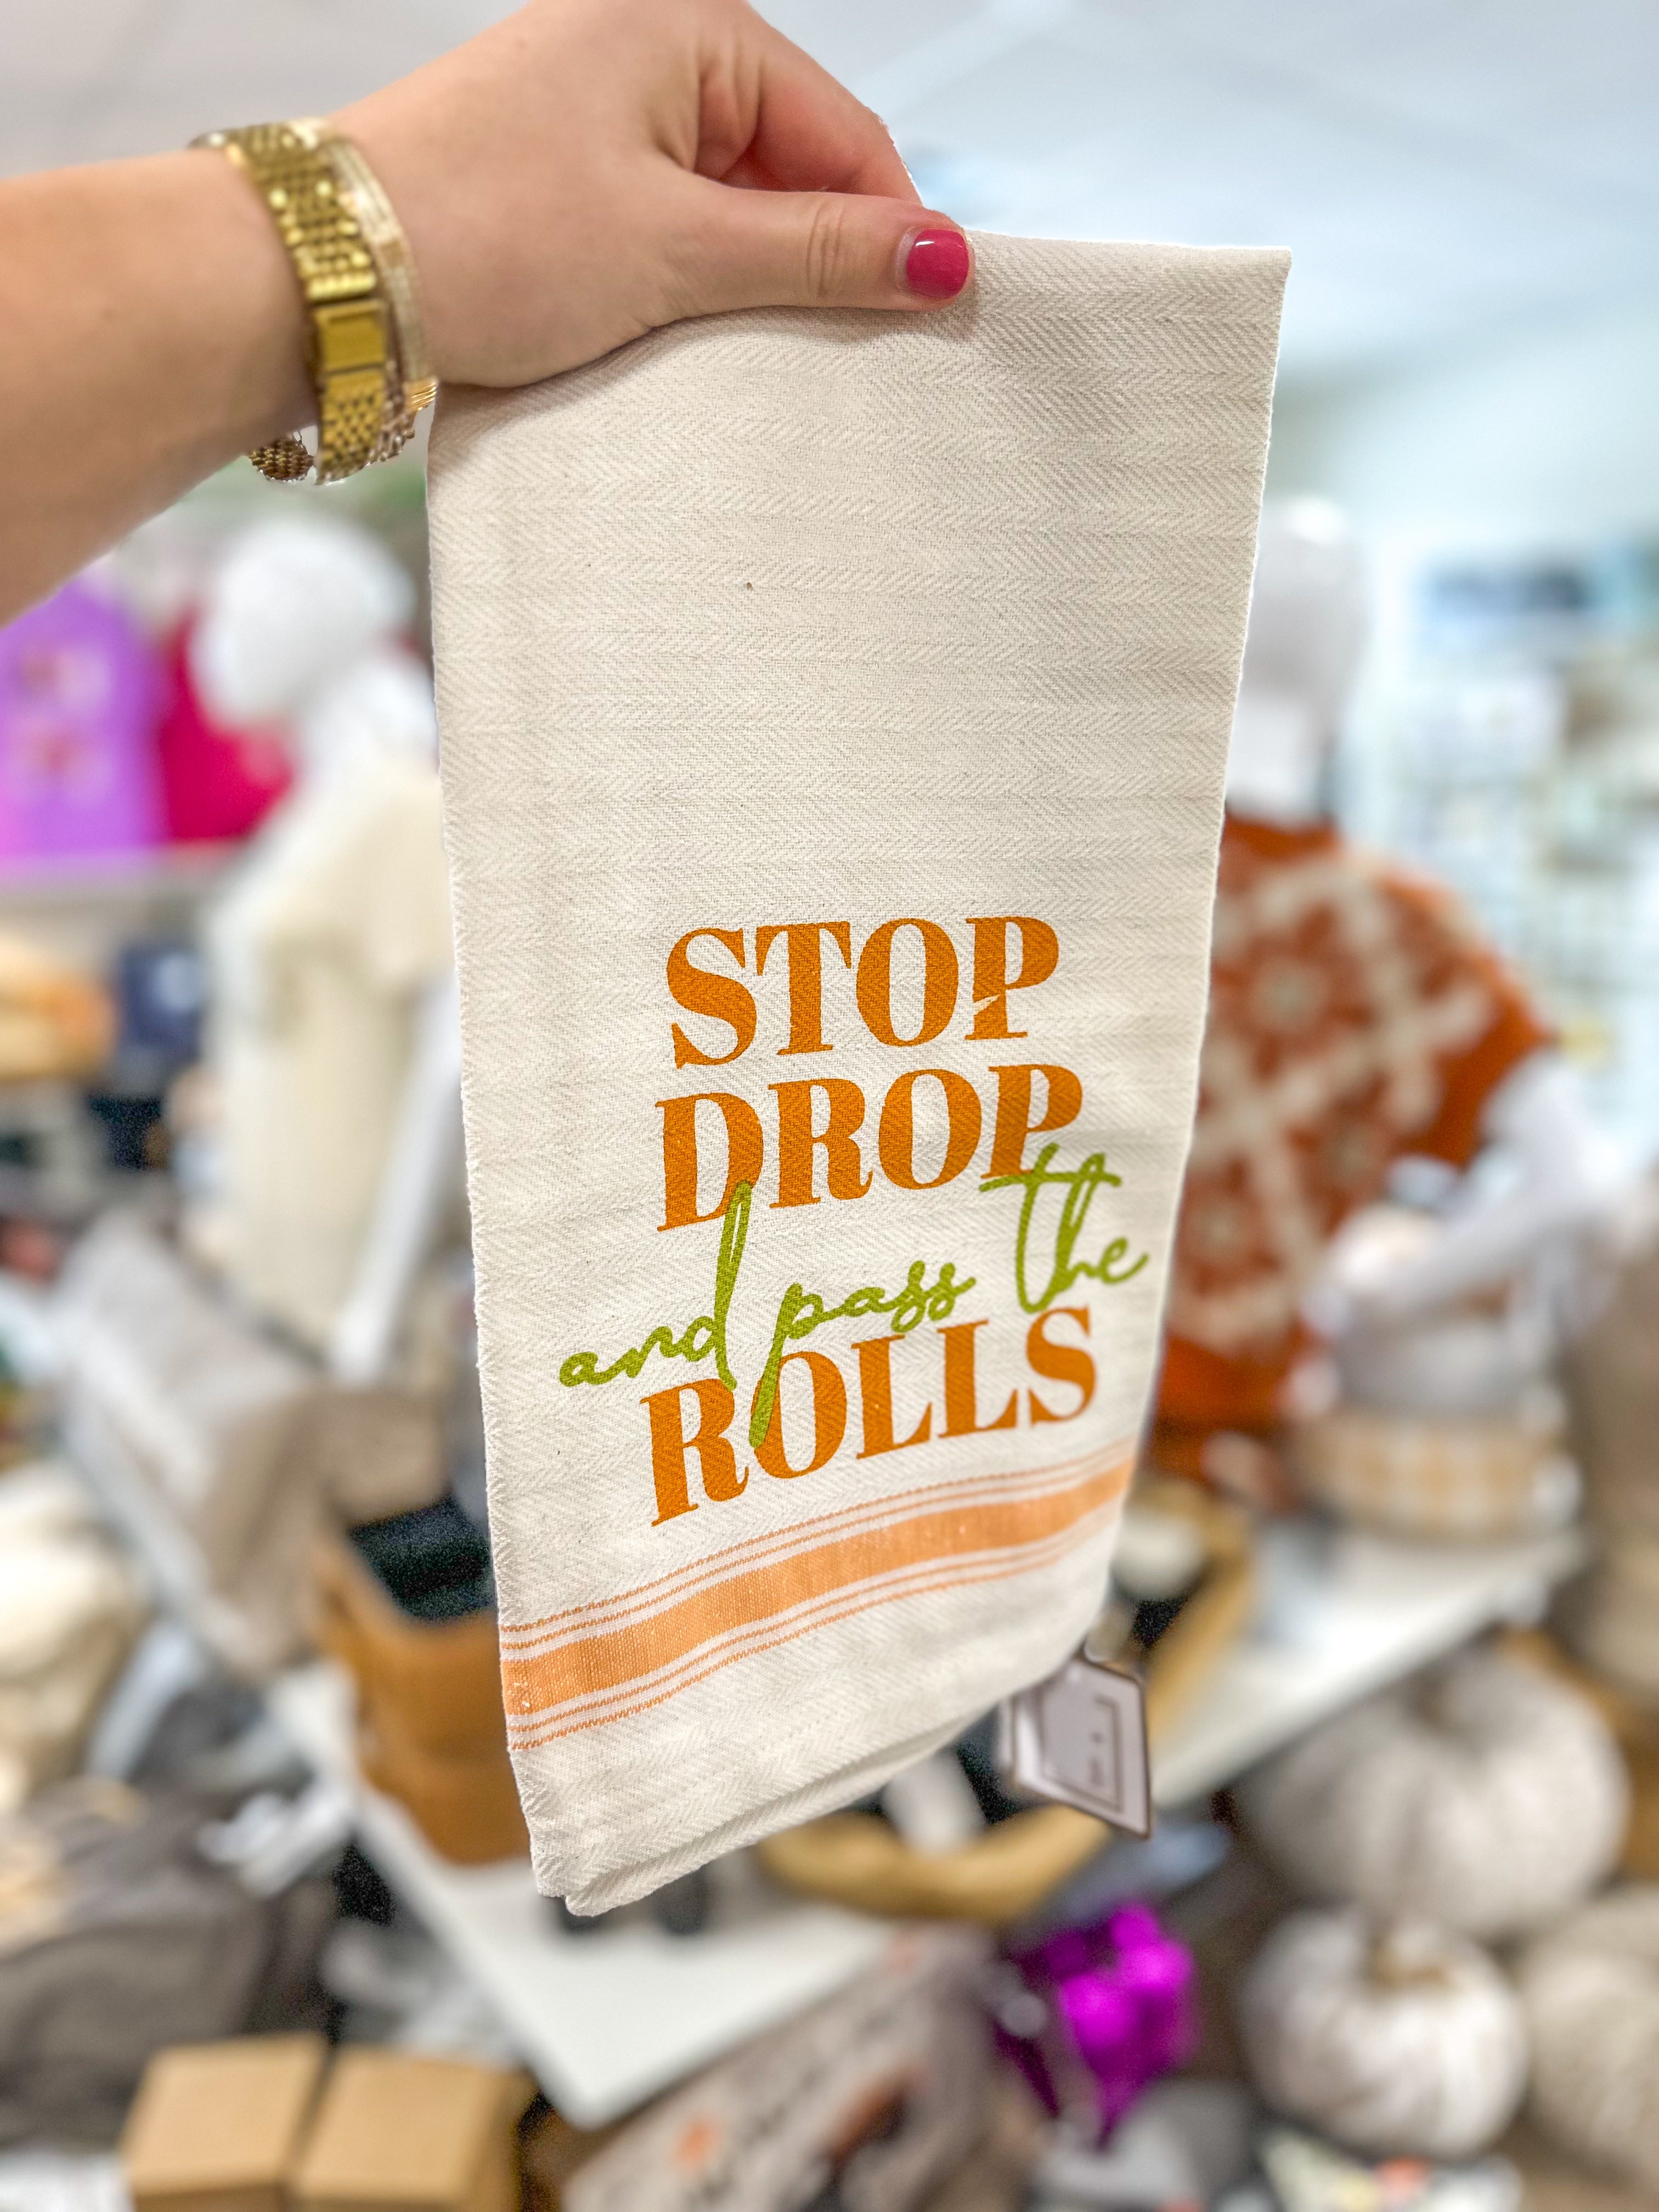 STOP
DROP
and pass the
ROLLS